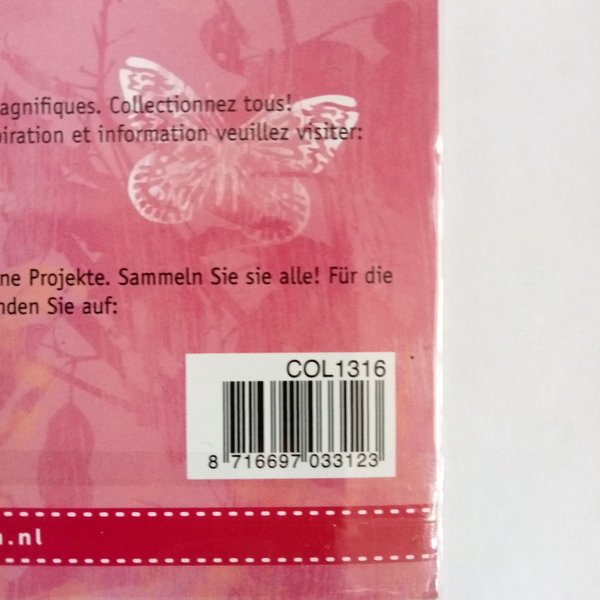 agnifiques. Collectionnez tous!
piration et information veuillez visiter:
ne Projekte. Sammeln Sie sie alle! Für die
nden Sie auf:
COL1316
8 716697 033123
.nl